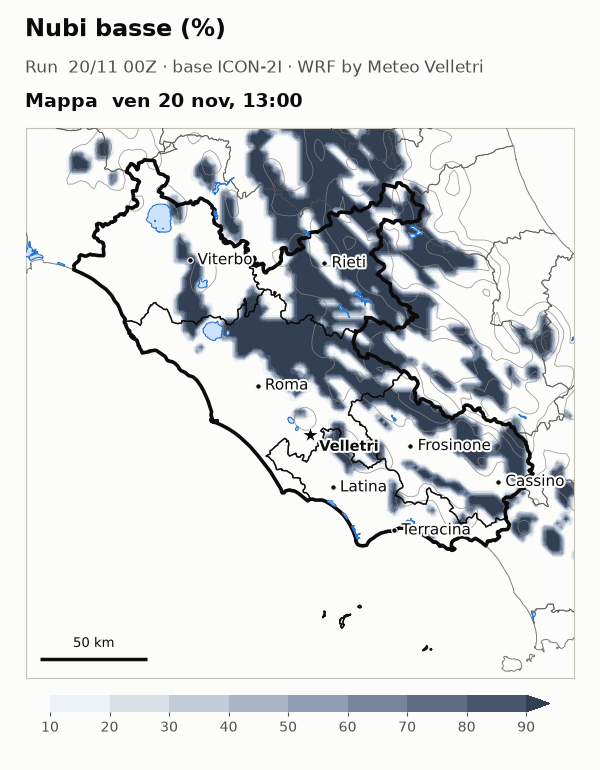 Nubi basse (%)
Run  20/11 00Z · base ICON-2I · WRF by Meteo Velletri
Mappa  ven 20 nov, 13:00
Viterbo
Rieti
Roma
Velletri
Frosinone
Cassino
Latina
Terracina
50 km
10 20 30 40 50 60 70 80 90